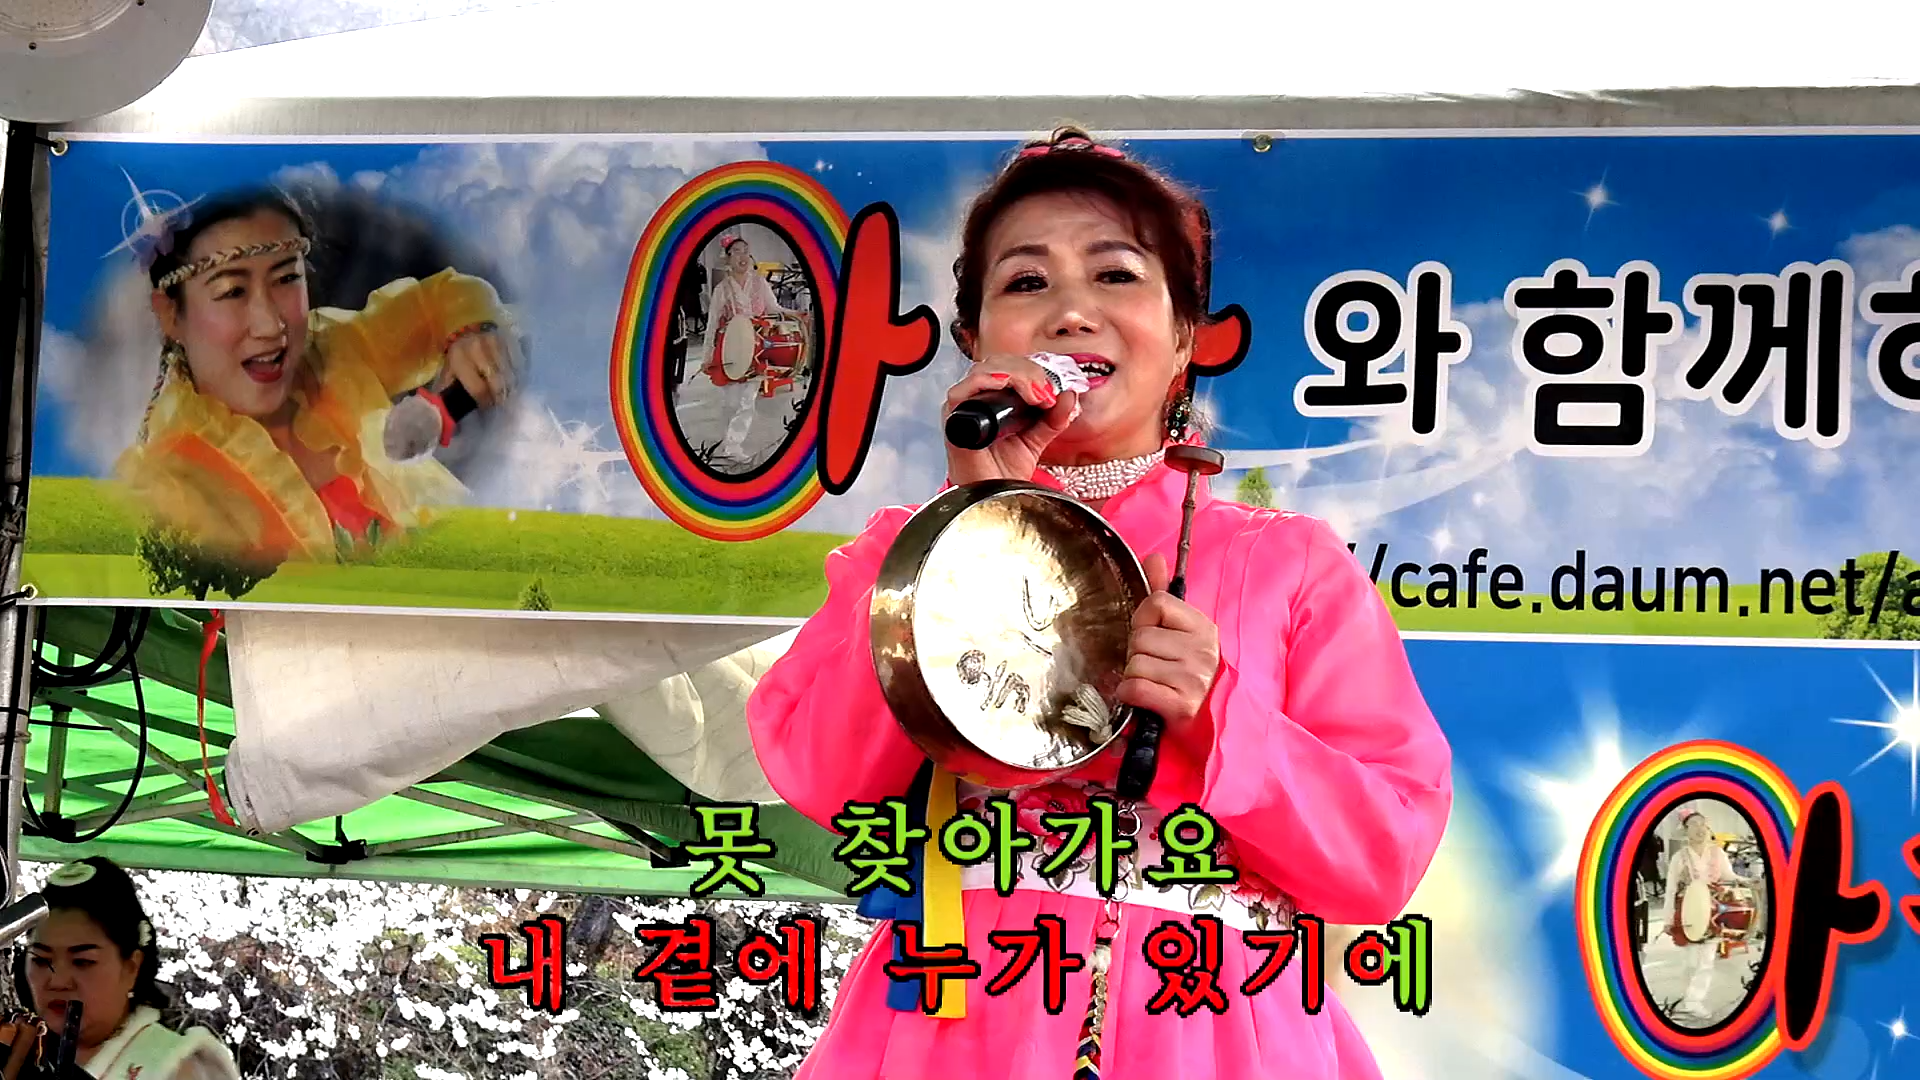 아
와 함께
//cafe.daum.net/a
아
못 찾아가요
내 곁에 누가 있기에